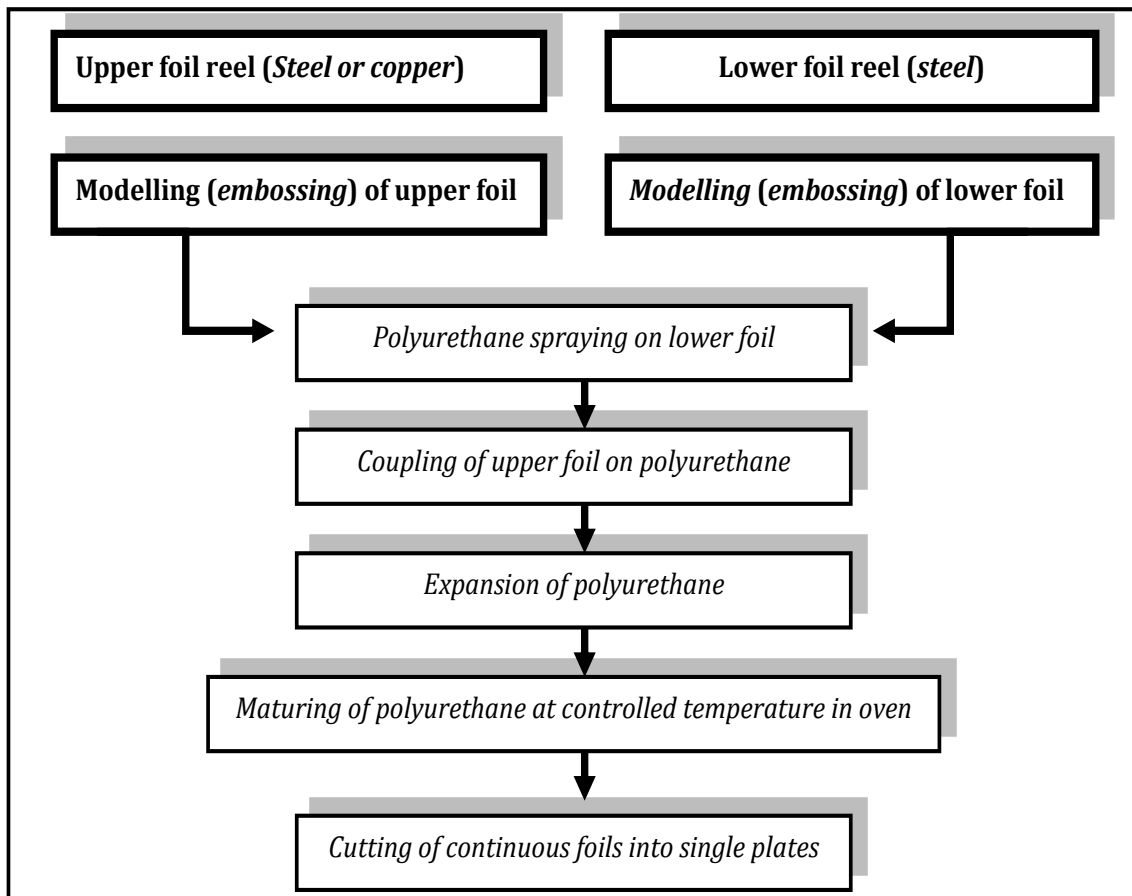 Upper foil reel (Steel or copper)
Lower foil reel (steel)
Modelling (embossing) of upper foil
Modelling (embossing) of lower foil
Polyurethane spraying on lower foil
Coupling of upper foil on polyurethane
Expansion of polyurethane
Maturing of polyurethane at controlled temperature in oven
Cutting of continuous foils into single plates